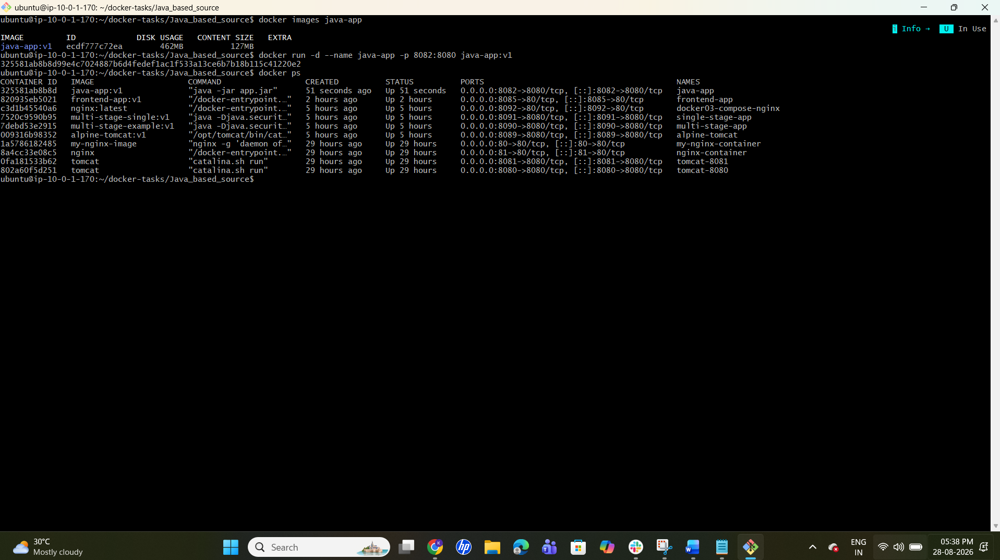 ubuntu@ip-10-0-1-170: ~/docker-tasks/Java_based_source
ubuntu@ip-10-0-1-170:~/docker-tasks/Java_based_source$ docker images java-app
i Info → U In Use
IMAGE ID DISK USAGE CONTENT SIZE EXTRA
java-app:v1 ecdf777c72ea 462MB 127MB
ubuntu@ip-10-0-1-170:~/docker-tasks/Java_based_source$ docker run -d --name java-app -p 8082:8080 java-app:v1
325581ab8b8d99e4c7024887b6d4fedef1ac1f533a13ce6b7b18b115c41220e2
ubuntu@ip-10-0-1-170:~/docker-tasks/Java_based_source$ docker ps
CONTAINER ID IMAGE COMMAND CREATED STATUS PORTS NAMES
325581ab8b8d java-app:v1 "java -jar app.jar" 51 seconds ago Up 51 seconds 0.0.0.0:8082->8080/tcp, [::]:8082->8080/tcp java-app
820935eb5021 frontend-app:v1 "/docker-entrypoint.…" 2 hours ago Up 2 hours 0.0.0.0:8085->80/tcp, [::]:8085->80/tcp frontend-app
c3d1b45540a6 nginx:latest "/docker-entrypoint.…" 5 hours ago Up 5 hours 0.0.0.0:8092->80/tcp, [::]:8092->80/tcp docker03-compose-nginx
7520c9590b95 multi-stage-single:v1 "java -Djava.securit…" 5 hours ago Up 5 hours 0.0.0.0:8091->8080/tcp, [::]:8091->8080/tcp single-stage-app
7debd53e2915 multi-stage-example:v1 "java -Djava.securit…" 5 hours ago Up 5 hours 0.0.0.0:8090->8080/tcp, [::]:8090->8080/tcp multi-stage-app
009316b98352 alpine-tomcat:v1 "/opt/tomcat/bin/cat…" 5 hours ago Up 5 hours 0.0.0.0:8089->8080/tcp, [::]:8089->8080/tcp alpine-tomcat
1a5786182485 my-nginx-image "nginx -g 'daemon of…" 29 hours ago Up 29 hours 0.0.0.0:80->80/tcp, [::]:80->80/tcp my-nginx-container
8a4cc33e08c5 nginx "/docker-entrypoint.…" 29 hours ago Up 29 hours 0.0.0.0:81->80/tcp, [::]:81->80/tcp nginx-container
0fa181533b62 tomcat "catalina.sh run" 29 hours ago Up 29 hours 0.0.0.0:8081->8080/tcp, [::]:8081->8080/tcp tomcat-8081
802a60f5d251 tomcat "catalina.sh run" 29 hours ago Up 29 hours 0.0.0.0:8080->8080/tcp, [::]:8080->8080/tcp tomcat-8080
ubuntu@ip-10-0-1-170:~/docker-tasks/Java_based_source$
30°C
Mostly cloudy
Search
K
hp
T
W
ENG
IN
05:38 PM
28-08-2026